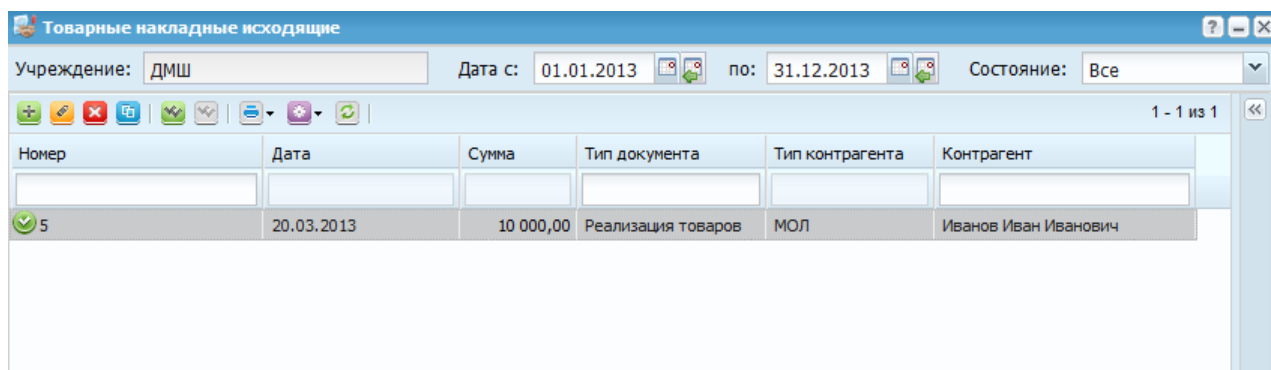 Товарные накладные исходящие
Учреждение: ДМШ Дата с: 01.01.2013 по: 31.12.2013 Состояние: Все
1 - 1 из 1
Номер Дата Сумма Тип документа Тип контрагента Контрагент
5 20.03.2013 10 000,00 Реализация товаров МОЛ Иванов Иван Иванович